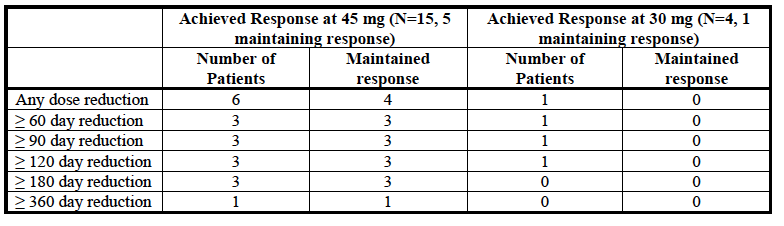 Achieved Response at 45 mg (N=15, 5 maintaining response) Achieved Response at 30 mg (N=4, 1 maintaining response)
Number of Patients Maintained response Number of Patients Maintained response
Any dose reduction 6 4 1 0
≥ 60 day reduction 3 3 1 0
≥ 90 day reduction 3 3 1 0
≥ 120 day reduction 3 3 1 0
≥ 180 day reduction 3 3 0 0
≥ 360 day reduction 1 1 0 0